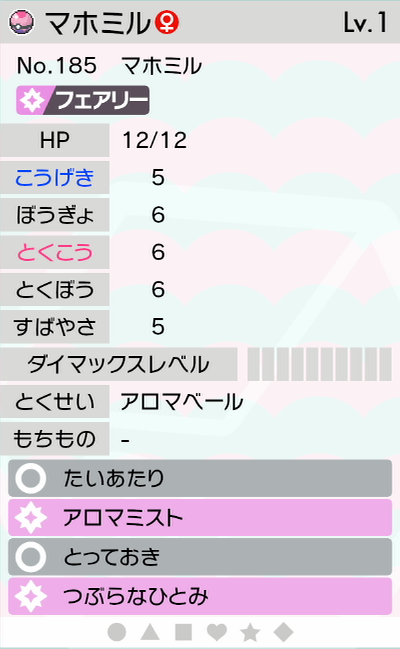 マホミル♀ Lv.1
No.185 マホミル
フェアリー
HP 12/12
こうげき 5
ぼうぎょ 6
とくこう 6
とくぼう 6
すばやさ 5
ダイマックスレベル
とくせい アロマベール
もちもの -
たいあたり
アロマミスト
とっておき
つぶらなひとみ